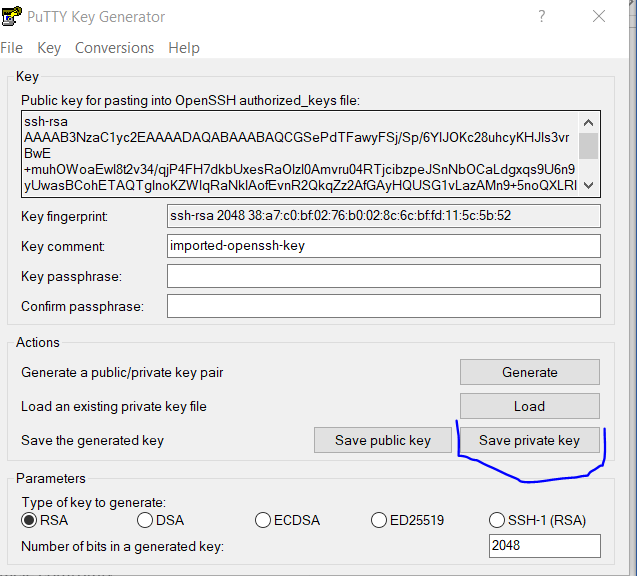 PuTTY Key Generator
File Key Conversions Help
Key
Public key for pasting into OpenSSH authorized_keys file:
ssh-rsa
AAAAB3NzaC1yc2EAAAADAQABAAABAQCGSePdTFawyFSj/Sp/6YlJOKc28uhcyKHJls3vr
BwE
+muhOWoaEwl8t2v34/qjP4FH7dkbUxesRaOlzl0Amvru04RTjcibzpeJSnNbOCaLdgxqs9U6n9
yUwasBCohETAQTglnoKZWlqRaNklAofEvnR2QkqZz2AfGAyHQUSG1vLazAMn9+5noQXLRl
Key fingerprint: ssh-rsa 2048 38:a7:c0:bf:02:76:b0:02:8c:6c:bf:fd:11:5c:5b:52
Key comment: imported-openssh-key
Key passphrase:
Confirm passphrase:
Actions
Generate a public/private key pair Generate
Load an existing private key file Load
Save the generated key Save public key Save private key
Parameters
Type of key to generate:
RSA DSA ECDSA ED25519 SSH-1 (RSA)
Number of bits in a generated key: 2048